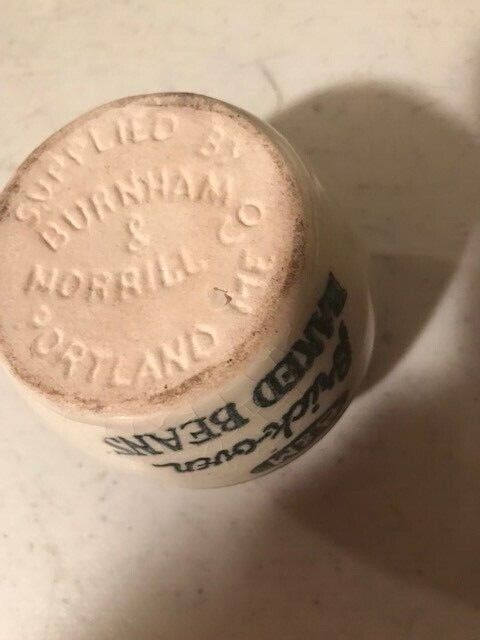 SUPPLIED BY
BURNHAM
&
MORRILL
CO
PORTLAND ME
B&M
Brick-oven
BAKED BEANS